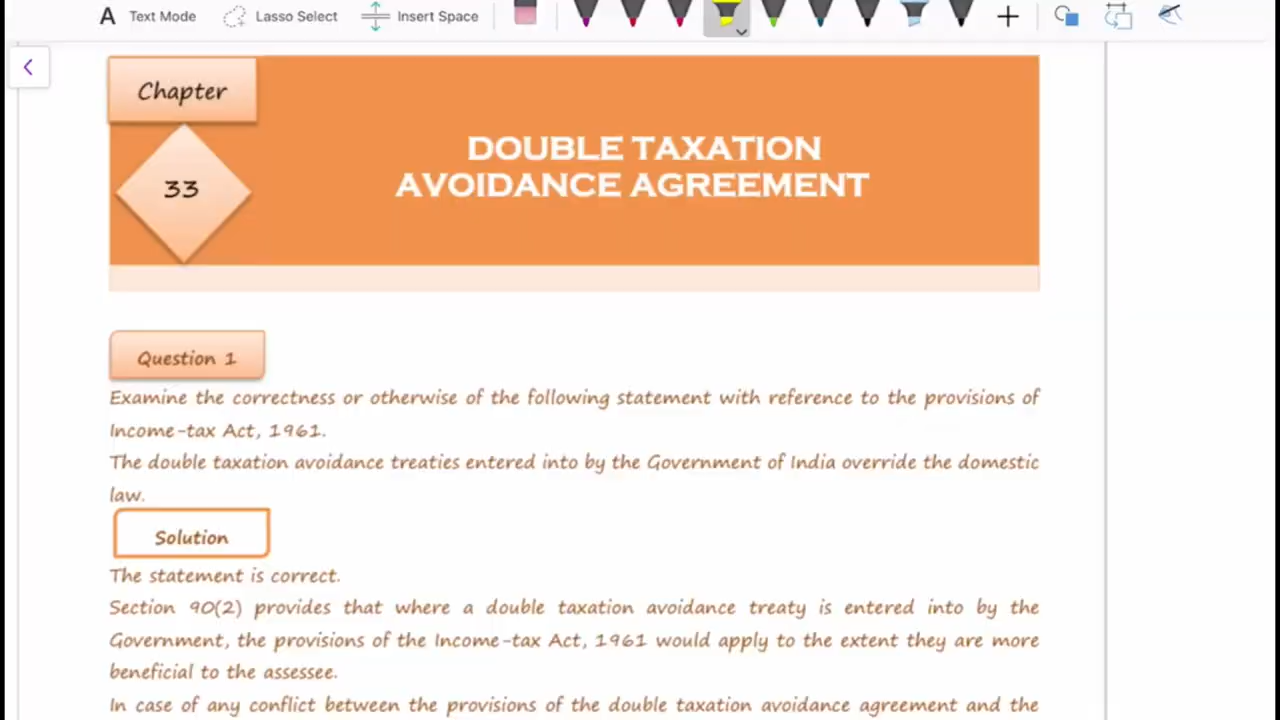 A Text Mode Lasso Select Insert Space
Chapter
33
DOUBLE TAXATION
AVOIDANCE AGREEMENT
Question 1
Examine the correctness or otherwise of the following statement with reference to the provisions of
Income-tax Act, 1961.
The double taxation avoidance treaties entered into by the Government of India override the domestic
law.
Solution
The statement is correct.
Section 90(2) provides that where a double taxation avoidance treaty is entered into by the
Government, the provisions of the Income-tax Act, 1961 would apply to the extent they are more
beneficial to the assessee.
In case of any conflict between the provisions of the double taxation avoidance agreement and the